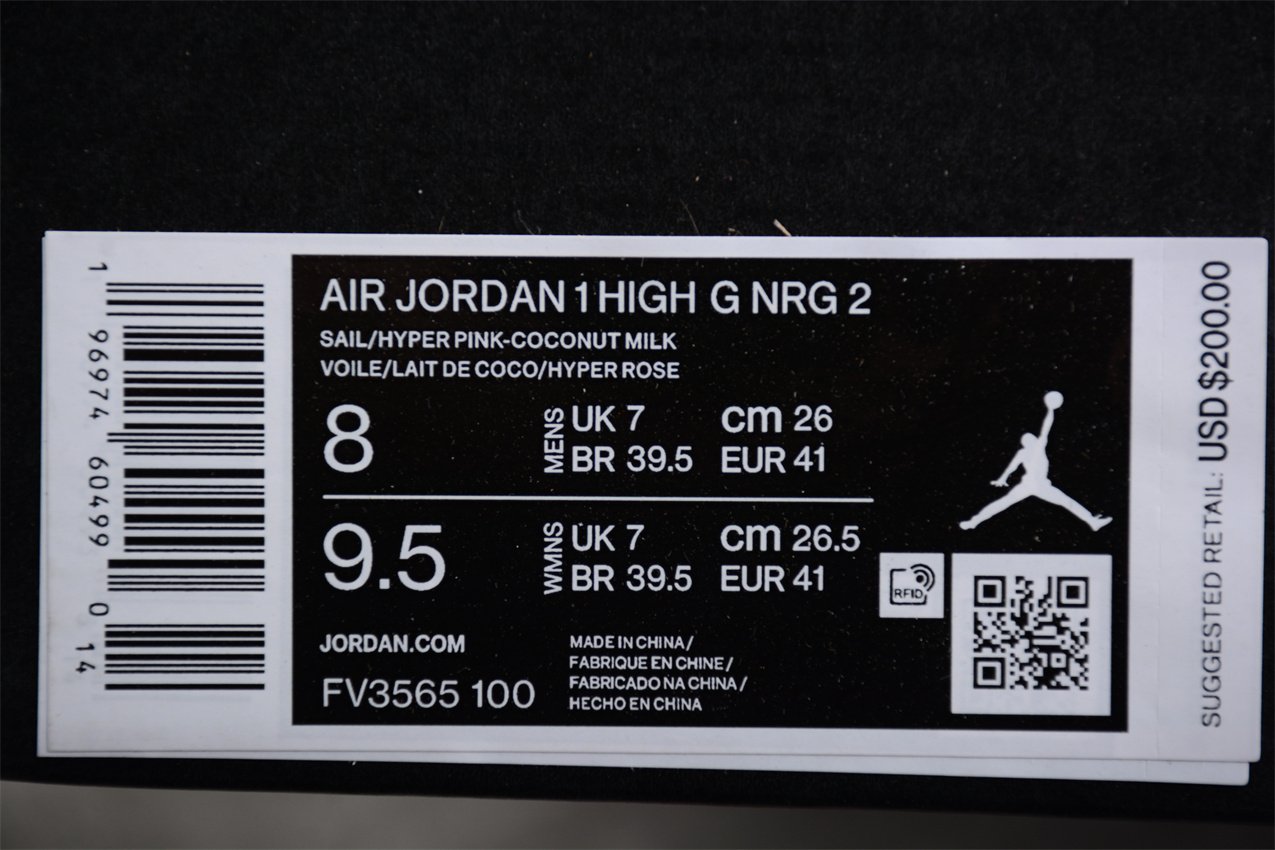 AIR JORDAN 1 HIGH G NRG 2
SAIL/HYPER PINK-COCONUT MILK
VOILE/LAIT DE COCO/HYPER ROSE
8
MENS
UK 7 cm 26
BR 39.5 EUR 41
9.5
WMNS
UK 7 cm 26.5
BR 39.5 EUR 41
RFID
JORDAN.COM
FV3565 100
MADE IN CHINA/
FABRIQUE EN CHINE/
FABRICADO NA CHINA/
HECHO EN CHINA
1 96974 60499 0 14
SUGGESTED RETAIL: USD $200.00